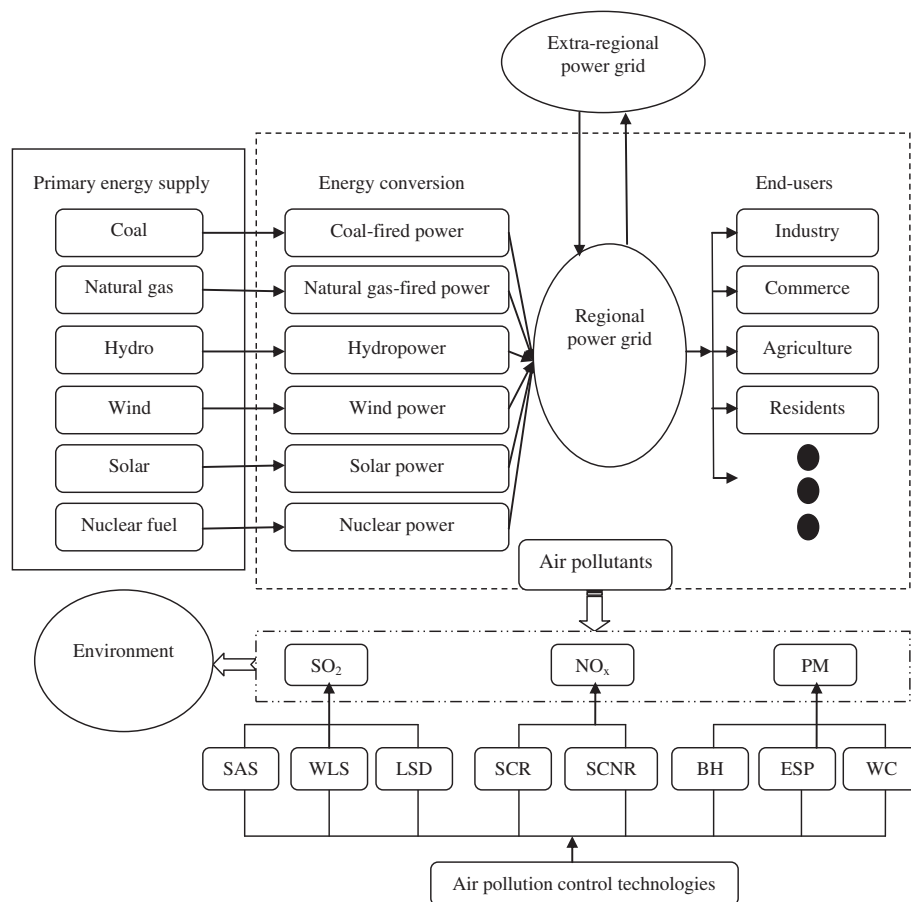 Extra-regional
power grid
Primary energy supply
Energy conversion
End-users
Coal
Coal-fired power
Industry
Natural gas
Natural gas-fired power
Commerce
Regional
power grid
Hydro
Hydropower
Agriculture
Wind
Wind power
Residents
Solar
Solar power
Nuclear fuel
Nuclear power
Air pollutants
Environment
SO₂
NOₓ
PM
SAS
WLS
LSD
SCR
SCNR
BH
ESP
WC
Air pollution control technologies